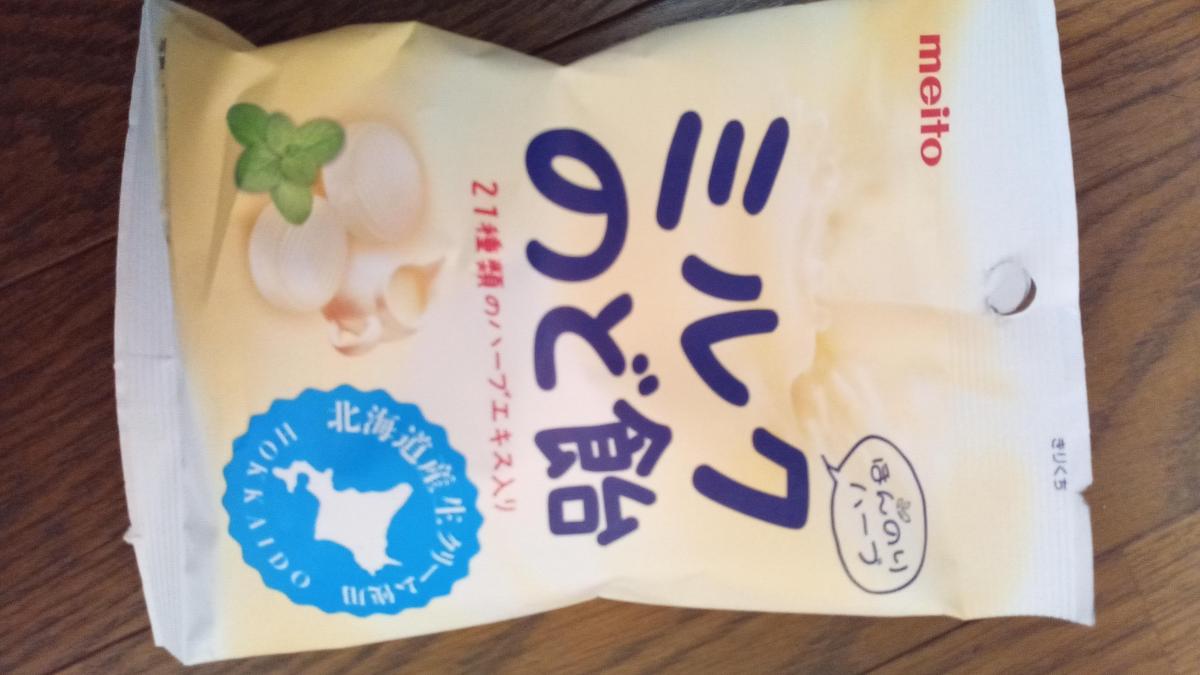 meito
きりくち
ほんのり
ハーブ
ミルク
のど飴
21種類のハーブエキス入り
北海道産生クリーム使用
HOKKAIDO